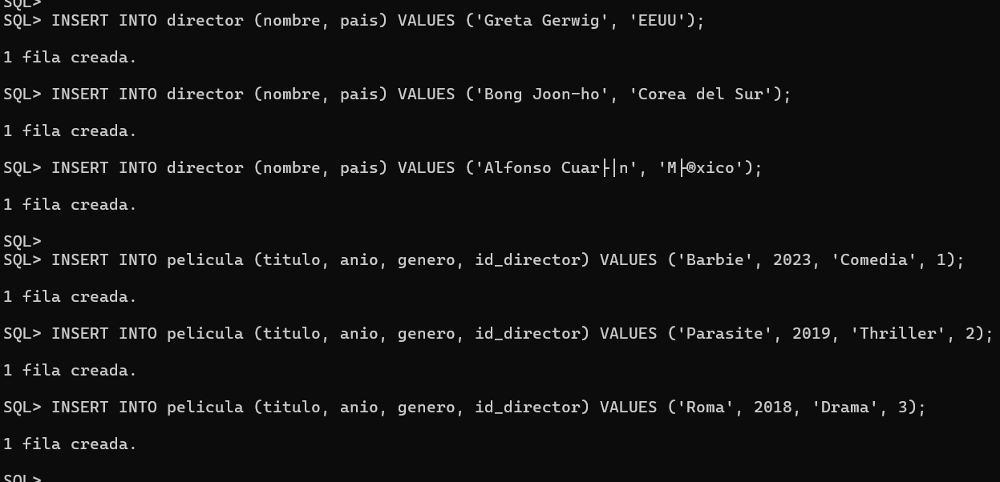 SQL>
SQL> INSERT INTO director (nombre, pais) VALUES ('Greta Gerwig', 'EEUU');
1 fila creada.
SQL> INSERT INTO director (nombre, pais) VALUES ('Bong Joon-ho', 'Corea del Sur');
1 fila creada.
SQL> INSERT INTO director (nombre, pais) VALUES ('Alfonso Cuar├│n', 'M├®xico');
1 fila creada.
SQL>
SQL> INSERT INTO pelicula (titulo, anio, genero, id_director) VALUES ('Barbie', 2023, 'Comedia', 1);
1 fila creada.
SQL> INSERT INTO pelicula (titulo, anio, genero, id_director) VALUES ('Parasite', 2019, 'Thriller', 2);
1 fila creada.
SQL> INSERT INTO pelicula (titulo, anio, genero, id_director) VALUES ('Roma', 2018, 'Drama', 3);
1 fila creada.
SQL>